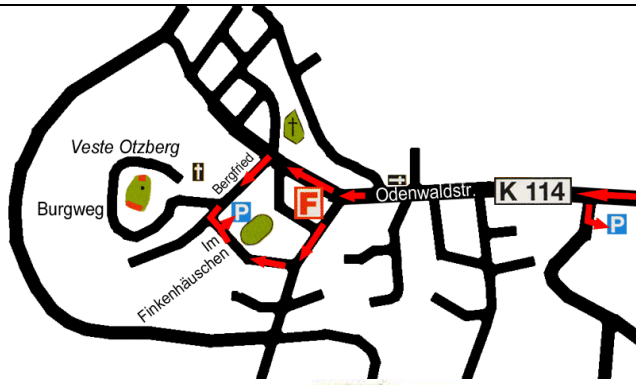 Veste Otzberg
Burgweg
Bergfried
P
F
Odenwaldstr.
K 114
P
Im
Finkenhäuschen